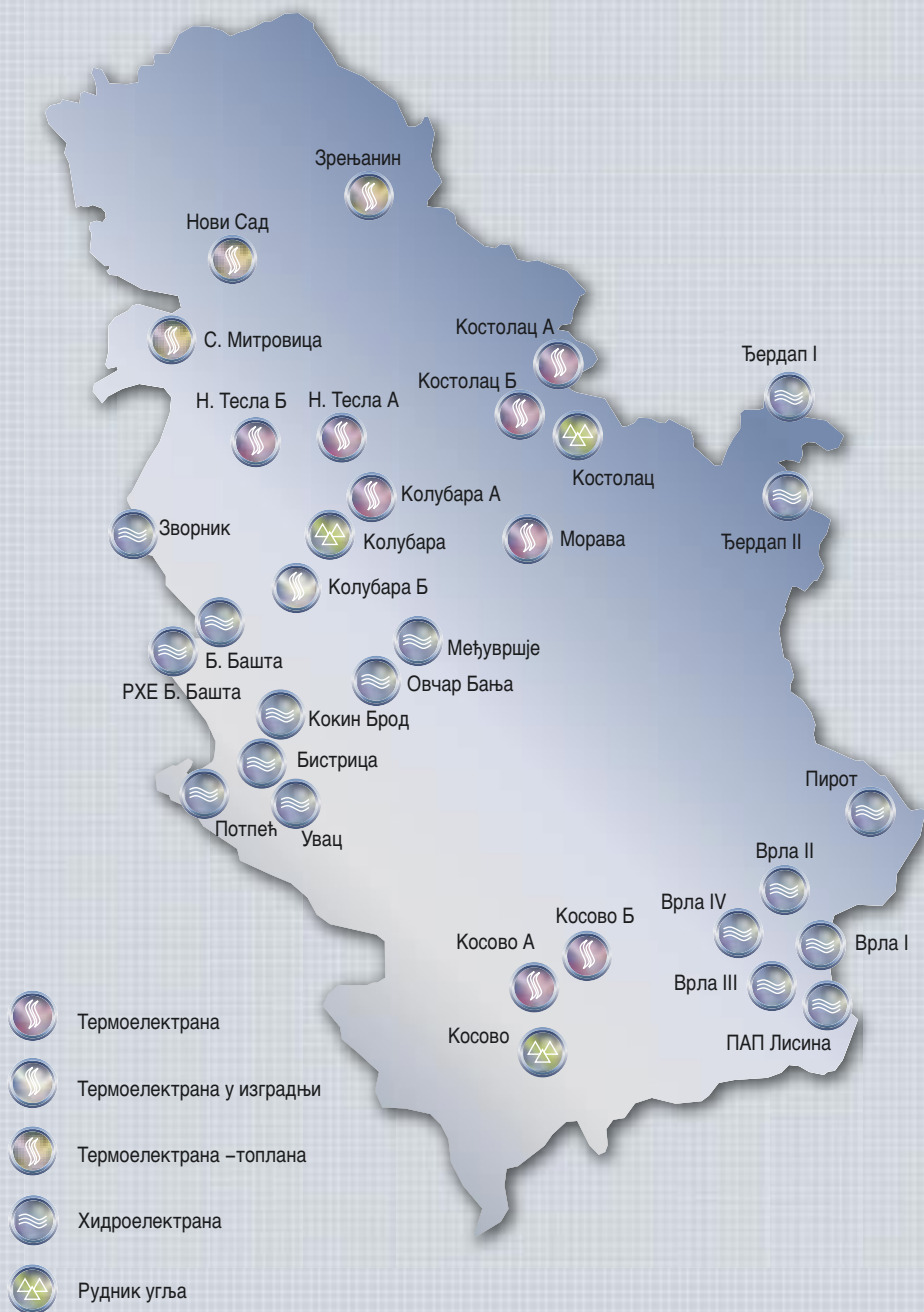 Зрењанин
Нови Сад
С. Митровица
Костолац А
Ђердап I
Костолац Б
Н. Тесла Б
Н. Тесла А
Костолац
Колубара А
Ђердап II
Зворник
Колубара
Морава
Колубара Б
Међувршје
Б. Башта
Овчар Бања
РХЕ Б. Башта
Кокин Брод
Бистрица
Пирот
Потпећ
Увац
Врла II
Врла IV
Косово Б
Косово А
Врла I
Врла III
Косово
ПАП Лисина
Термоелектрана
Термоелектрана у изградњи
Термоелектрана –топлана
Хидроелектрана
Рудник угља